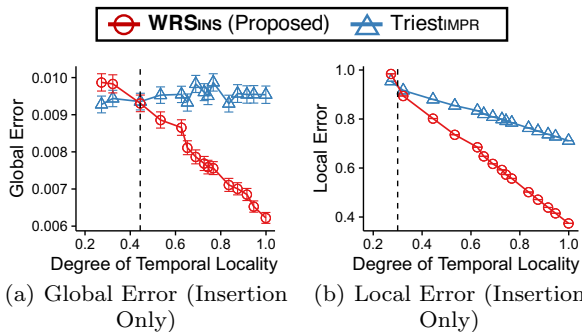 WRSINS (Proposed) TriestIMPR
0.010
0.009
0.008
0.007
0.006
Global Error
0.2 0.4 0.6 0.8 1.0
Degree of Temporal Locality
(a) Global Error (Insertion
Only)
1.0
0.8
0.6
0.4
Local Error
0.2 0.4 0.6 0.8 1.0
Degree of Temporal Locality
(b) Local Error (Insertion
Only)